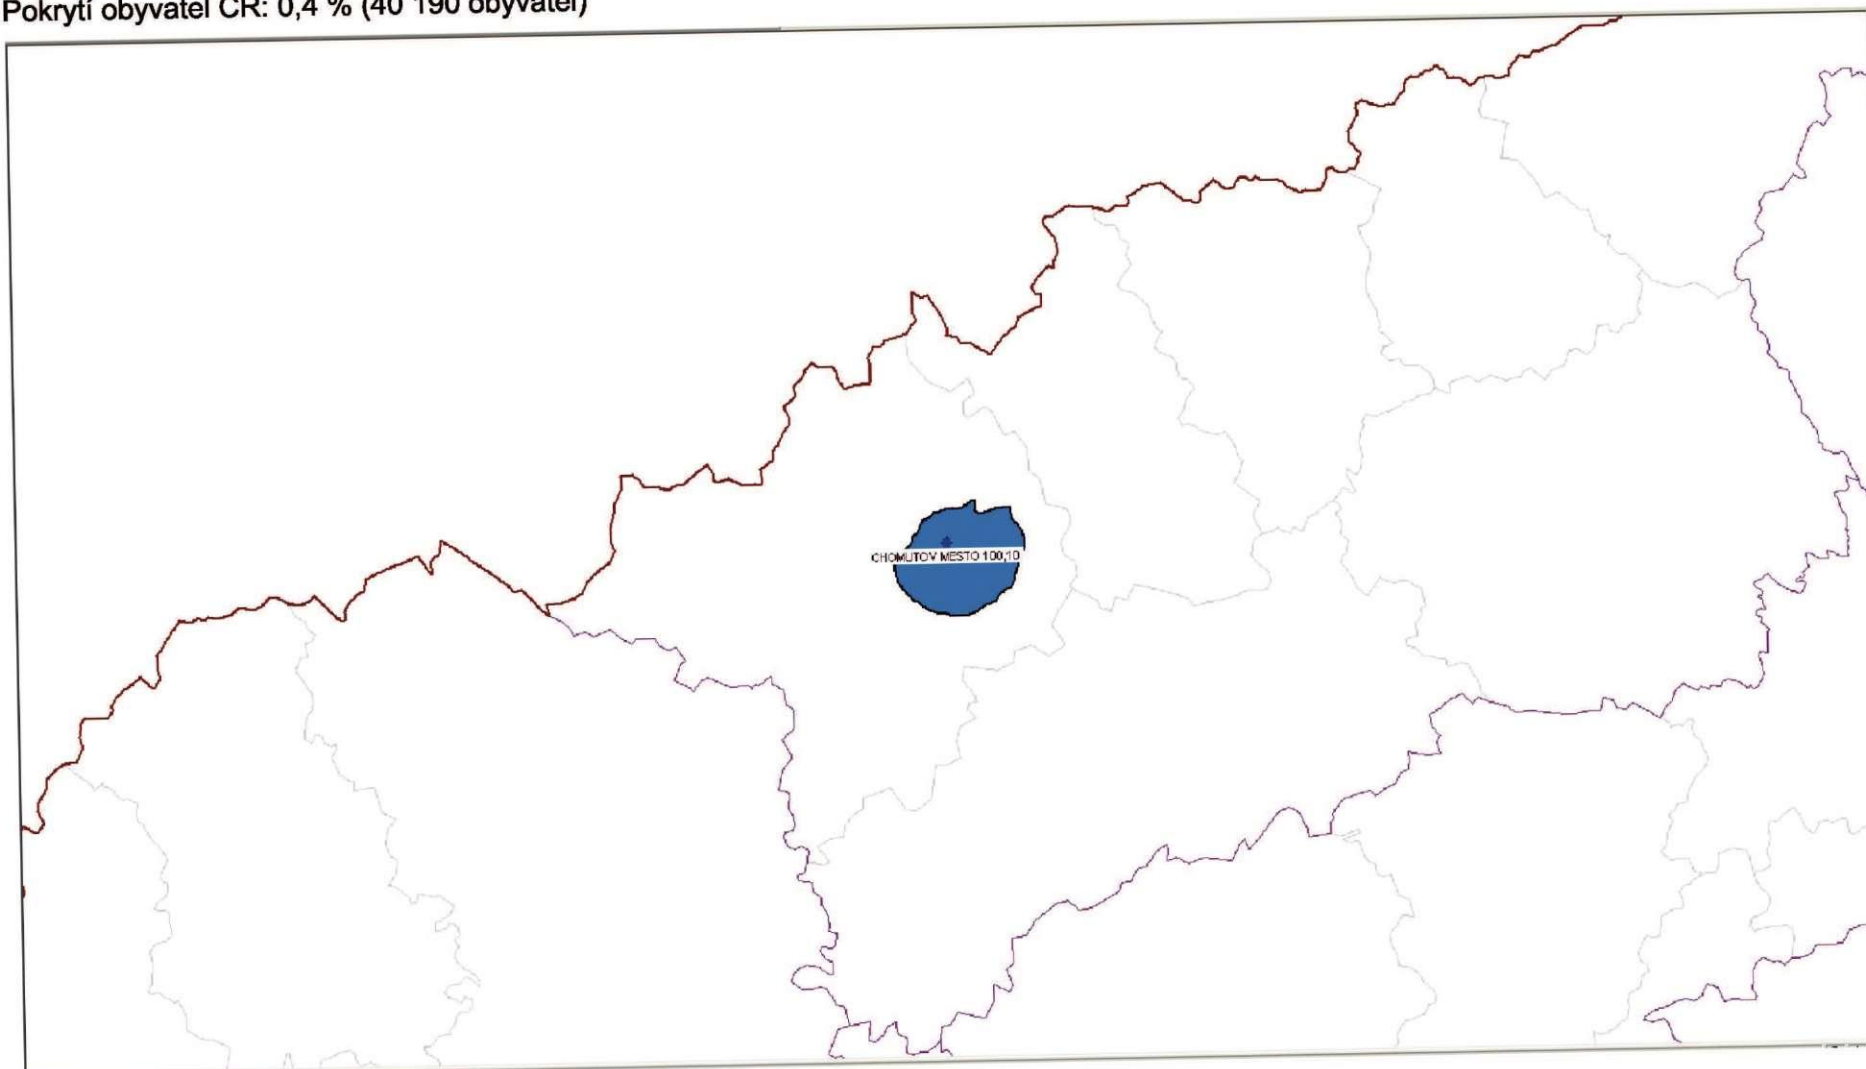 Pokrytí obyvatel ČR: 0,4 % (40 190 obyvatel)
CHOMUTOV MESTO 100,10